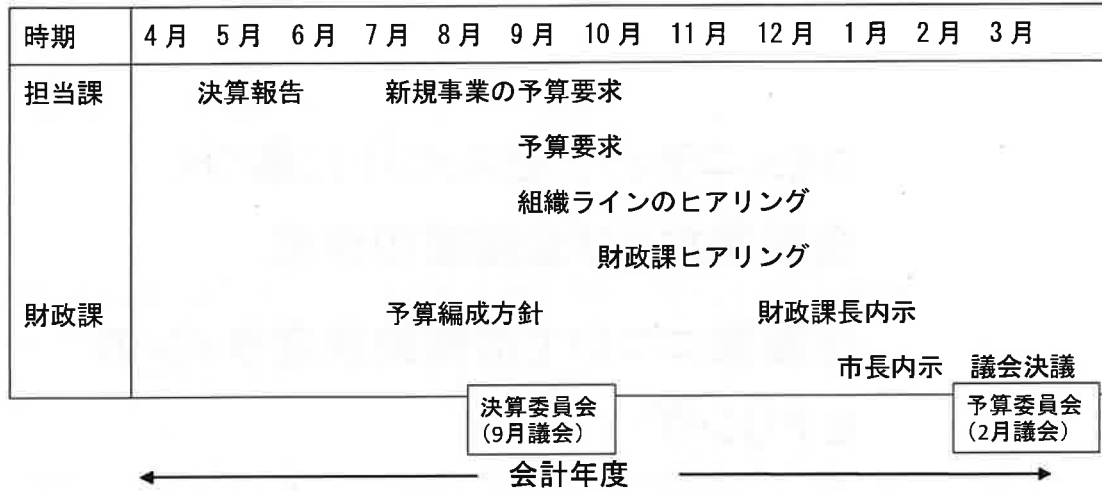 時期 4月 5月 6月 7月 8月 9月 10月 11月 12月 1月 2月 3月
担当課 決算報告 新規事業の予算要求
予算要求
組織ラインのヒアリング
財政課ヒアリング
財政課 予算編成方針 財政課長内示
市長内示 議会決議
決算委員会
(9月議会)
予算委員会
(2月議会)
会計年度